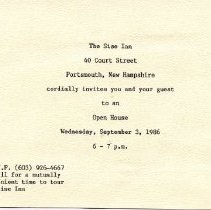 The Sise Inn
40 Court Street
Portsmouth, New Hampshire
cordially invites you and your guest
to an
Open House
Wednesday, September 3, 1986
6 - 7 p.m.
.P. (603) 926-4667
ll for a mutually
nient time to tour
ise Inn